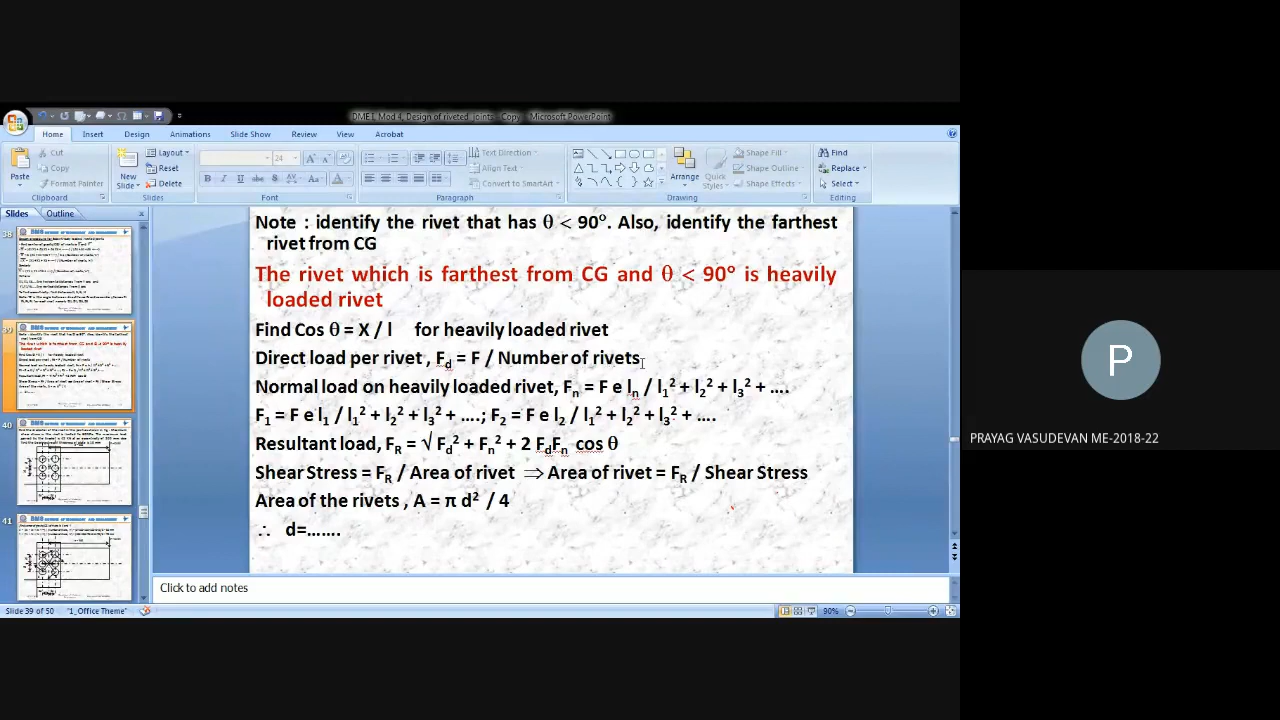 DME1_Mod 4, Design of riveted joints - Copy - Microsoft PowerPoint
Home Insert Design Animations Slide Show Review View Acrobat
Paste Cut Copy Format Painter Clipboard
New Slide Layout Reset Delete Slides
24 Font
Text Direction Align Text Convert to SmartArt Paragraph
Arrange Quick Styles Shape Fill Shape Outline Shape Effects Drawing
Find Replace Select Editing
Slides Outline
38
39
40
41
Note : identify the rivet that has θ < 90°. Also, identify the farthest
rivet from CG
The rivet which is farthest from CG and θ < 90° is heavily
loaded rivet
Find Cos θ = X / l for heavily loaded rivet
Direct load per rivet , Fd = F / Number of rivets
Normal load on heavily loaded rivet, Fn = F e ln / l1² + l2² + l3² + ....
F1 = F e l1 / l1² + l2² + l3² + ....; F2 = F e l2 / l1² + l2² + l3² + ....
Resultant load, FR = √ Fd² + Fn² + 2 FdFn cos θ
Shear Stress = FR / Area of rivet ⇒ Area of rivet = FR / Shear Stress
Area of the rivets , A = π d² / 4
∴ d=.......
Click to add notes
Slide 39 of 50 "1_Office Theme" 90%
P
PRAYAG VASUDEVAN ME-2018-22